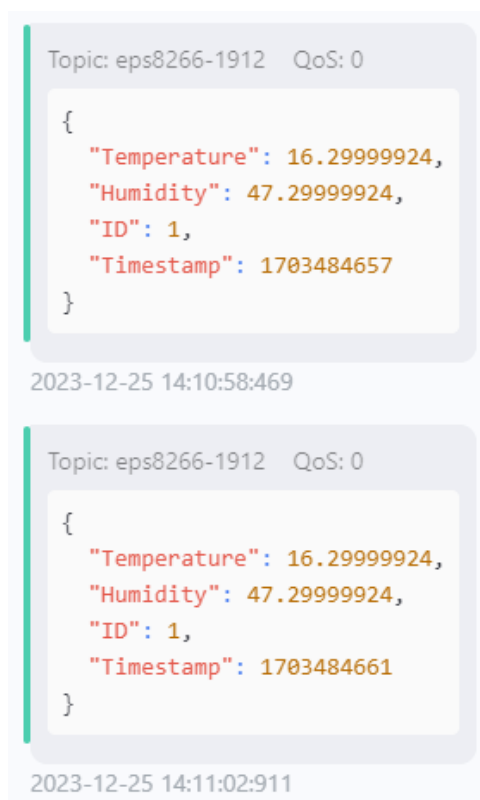 Topic: eps8266-1912 QoS: 0
{
"Temperature": 16.29999924,
"Humidity": 47.29999924,
"ID": 1,
"Timestamp": 1703484657
}
2023-12-25 14:10:58:469
Topic: eps8266-1912 QoS: 0
{
"Temperature": 16.29999924,
"Humidity": 47.29999924,
"ID": 1,
"Timestamp": 1703484661
}
2023-12-25 14:11:02:911